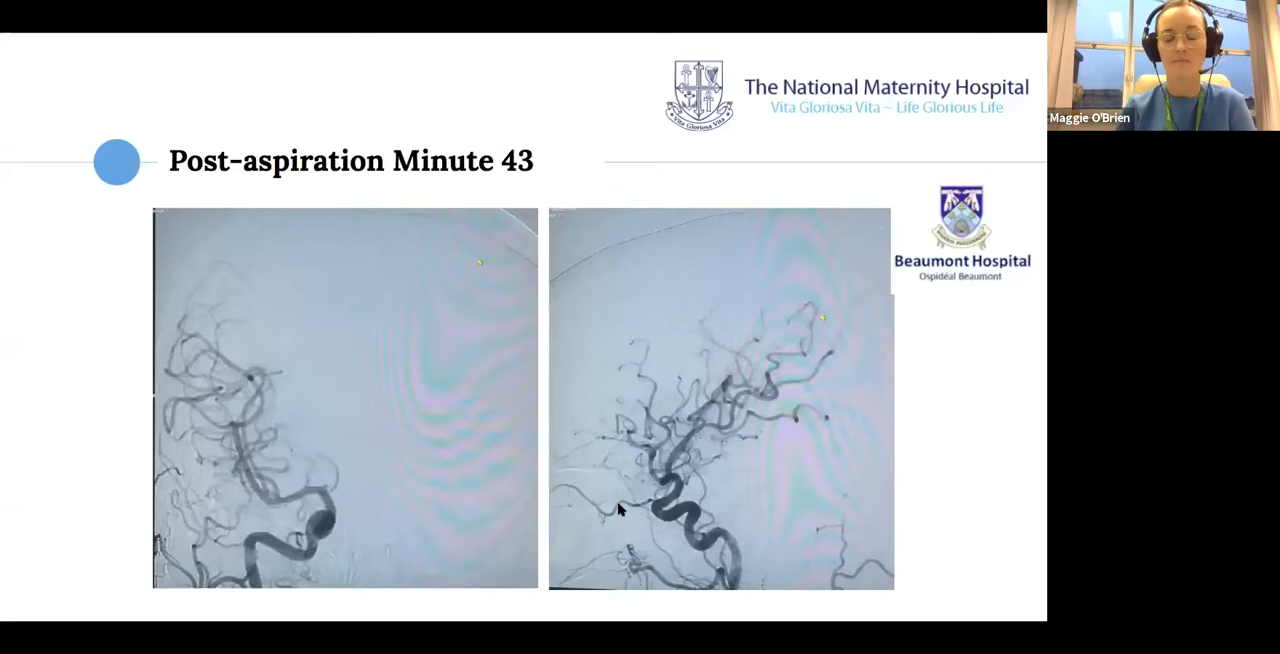 The National Maternity Hospital
Vita Gloriosa Vita ~ Life Glorious Life
Maggie O'Brien
Post-aspiration Minute 43
Beaumont Hospital
Ospidéal Beaumont